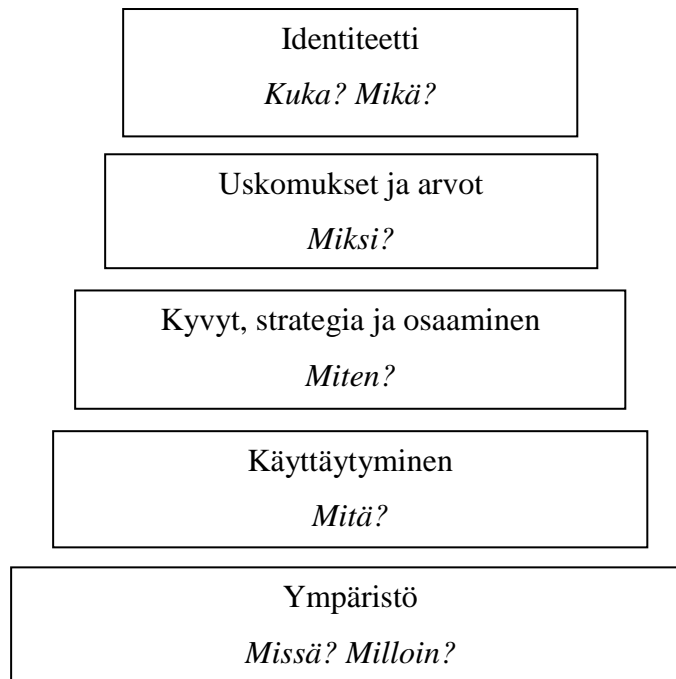 Identiteetti
Kuka? Mikä?
Uskomukset ja arvot
Miksi?
Kyvyt, strategia ja osaaminen
Miten?
Käyttäytyminen
Mitä?
Ympäristö
Missä? Milloin?